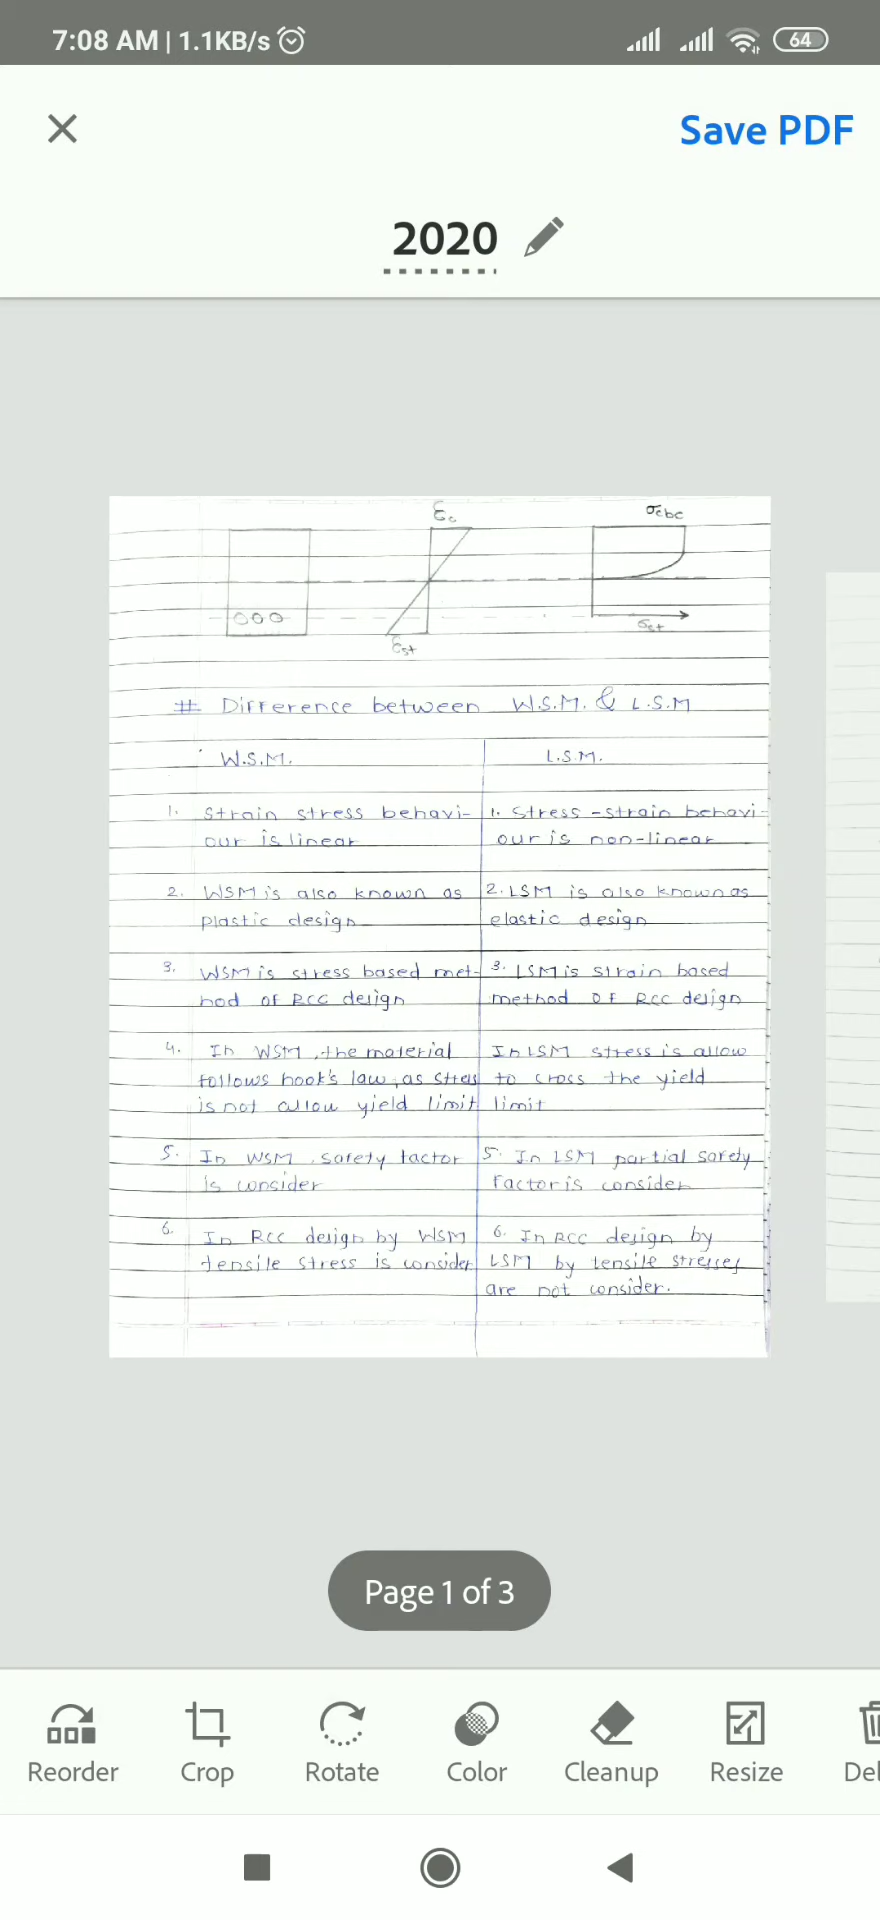 7:08 AM | 1.1KB/s
64
Save PDF
2020
Ɛc
σcbc
Ɛst
σst
# Difference between W.S.M. & L.S.M
W.S.M.
L.S.M.
1. Strain stress behavi-
our is linear
1. Stress-strain behavi-
our is non-linear
2. WSM is also known as
plastic design
2. LSM is also known as
elastic design
3. WSM is stress based met-
hod of RCC design
3. LSM is strain based
method of RCC design
4. In WSM, the material
follows hook's law, as stress
is not allow yield limit
In LSM stress is allow
to cross the yield
limit
5. In WSM, safety factor
is consider
5. In LSM partial safety
factor is consider
6. In RCC design by WSM
tensile stress is consider
6. In RCC design by
LSM by tensile stresses
are not consider.
Page 1 of 3
Reorder
Crop
Rotate
Color
Cleanup
Resize
Del